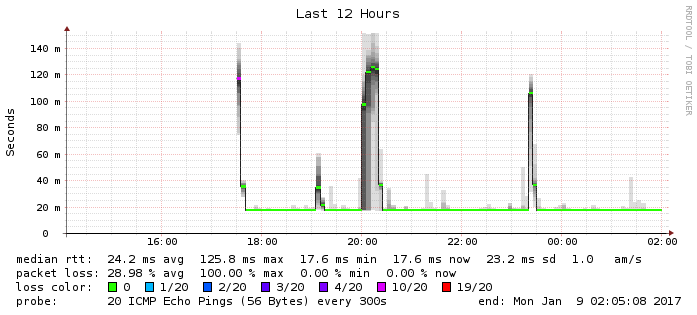 Last 12 Hours
RRDTOOL / TOBI OETIKER
Seconds
140 m
120 m
100 m
80 m
60 m
40 m
20 m
0
16:00 18:00 20:00 22:00 00:00 02:00
median rtt: 24.2 ms avg 125.8 ms max 17.6 ms min 17.6 ms now 23.2 ms sd 1.0 am/s
packet loss: 28.98 % avg 100.00 % max 0.00 % min 0.00 % now
loss color: 0 1/20 2/20 3/20 4/20 10/20 19/20
probe: 20 ICMP Echo Pings (56 Bytes) every 300s end: Mon Jan 9 02:05:08 2017